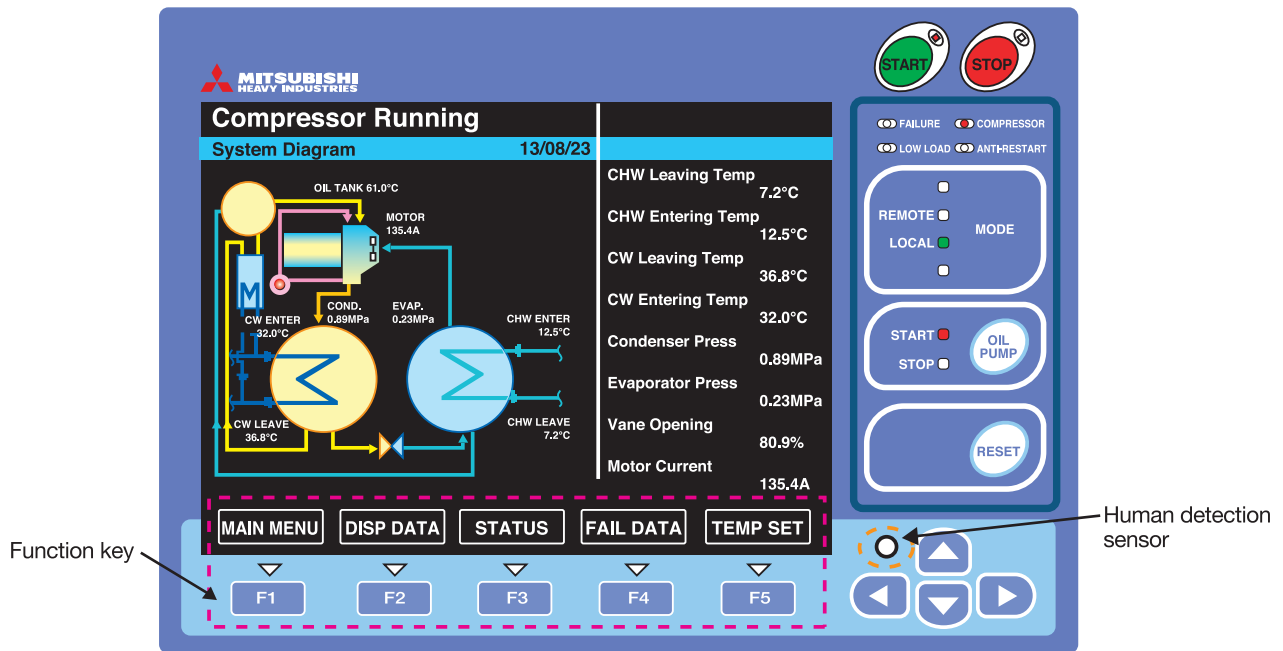 MITSUBISHI
HEAVY INDUSTRIES
START
STOP
Compressor Running
System Diagram 13/08/23
OIL TANK 61.0°C
MOTOR
135.4A
M
COND.
0.89MPa
EVAP.
0.23MPa
CW ENTER
32.0°C
CHW ENTER
12.5°C
CW LEAVE
36.8°C
CHW LEAVE
7.2°C
CHW Leaving Temp
7.2°C
CHW Entering Temp
12.5°C
CW Leaving Temp
36.8°C
CW Entering Temp
32.0°C
Condenser Press
0.89MPa
Evaporator Press
0.23MPa
Vane Opening
80.9%
Motor Current
135.4A
FAILURE COMPRESSOR
LOW LOAD ANTI-RESTART
REMOTE
LOCAL
MODE
START
STOP
OIL
PUMP
RESET
MAIN MENU DISP DATA STATUS FAIL DATA TEMP SET
F1 F2 F3 F4 F5
Function key
Human detection
sensor